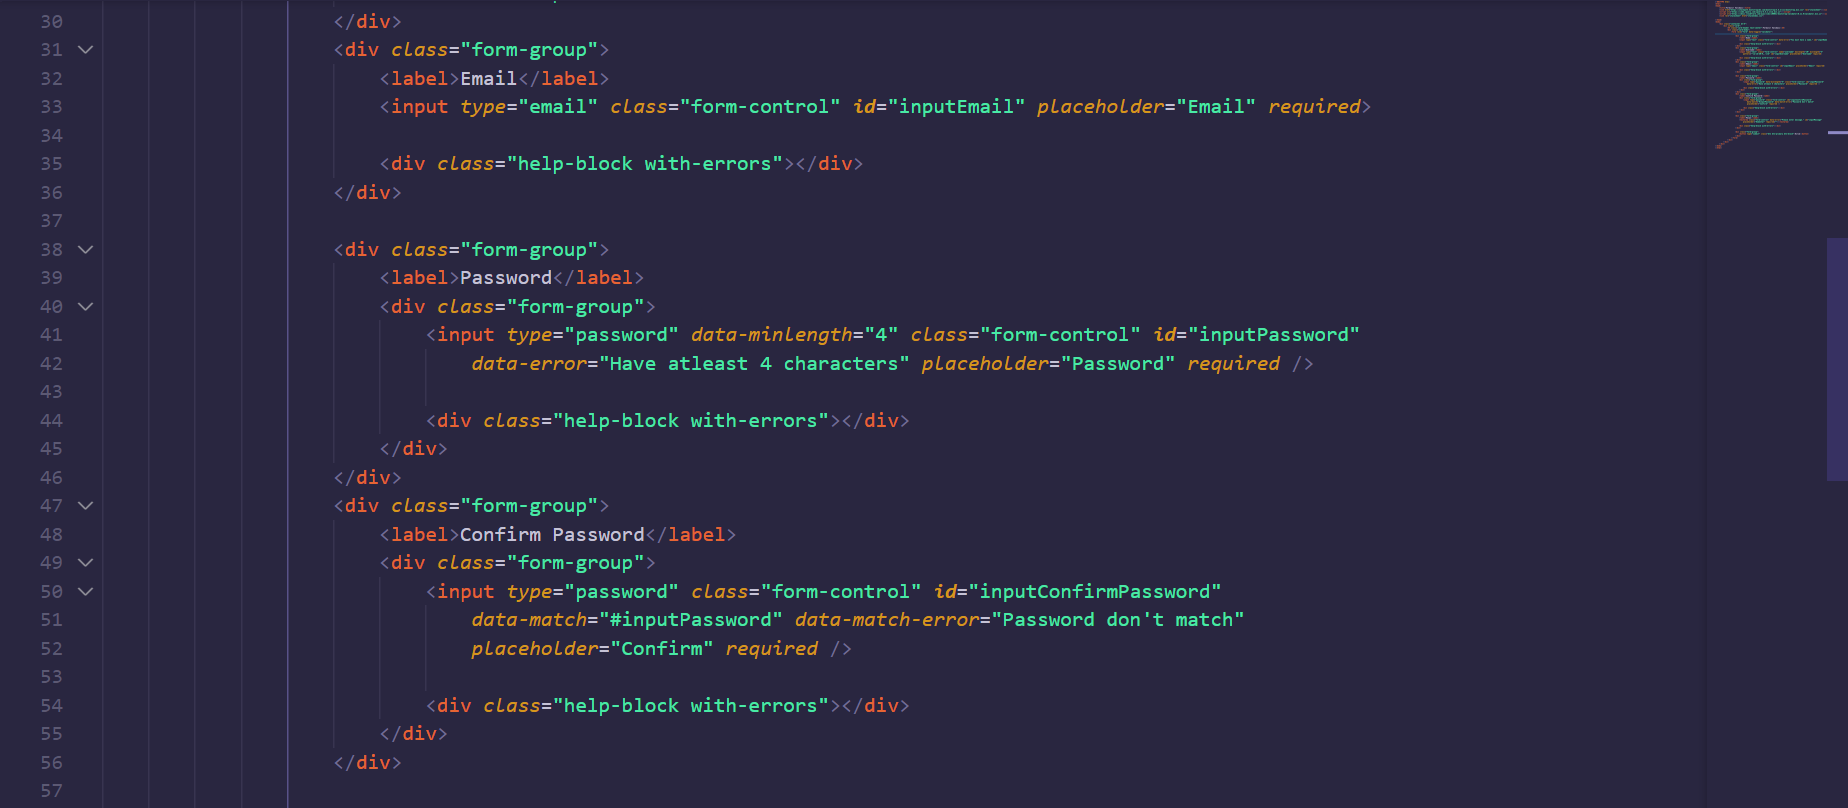 30 </div>
31 <div class="form-group">
32 <label>Email</label>
33 <input type="email" class="form-control" id="inputEmail" placeholder="Email" required>
34
35 <div class="help-block with-errors"></div>
36 </div>
37
38 <div class="form-group">
39 <label>Password</label>
40 <div class="form-group">
41 <input type="password" data-minlength="4" class="form-control" id="inputPassword"
42 data-error="Have atleast 4 characters" placeholder="Password" required />
43
44 <div class="help-block with-errors"></div>
45 </div>
46 </div>
47 <div class="form-group">
48 <label>Confirm Password</label>
49 <div class="form-group">
50 <input type="password" class="form-control" id="inputConfirmPassword"
51 data-match="#inputPassword" data-match-error="Password don't match"
52 placeholder="Confirm" required />
53
54 <div class="help-block with-errors"></div>
55 </div>
56 </div>
57